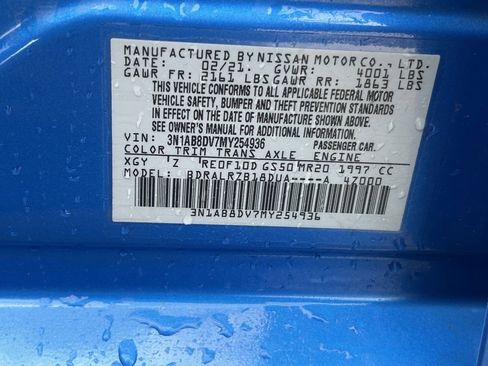 MANUFACTURED BY NISSAN MOTOR CO., LTD.
DATE: 02/21. GVWR: 4001 LBS
GAWR FR: 2161 LBS GAWR RR: 1863 LBS
THIS VEHICLE CONFORMS TO ALL APPLICABLE FEDERAL MOTOR
VEHICLE SAFETY, BUMPER AND THEFT PREVENTION STANDARDS
IN EFFECT ON THE DATE OF MANUFACTURE SHOWN ABOVE.
SEE OWNER'S MANUAL FOR ADDITIONAL INFORMATION.
VIN: 3N1AB8DV7MY254936 PASSENGER CAR.
COLOR TRIM TRANS AXLE ENGINE
XGY Z RE0F10D GS50 MR20 1997 CC
MODEL: BDRALRZB18DUA----A 4Z000
3N1AB8DV7MY254936